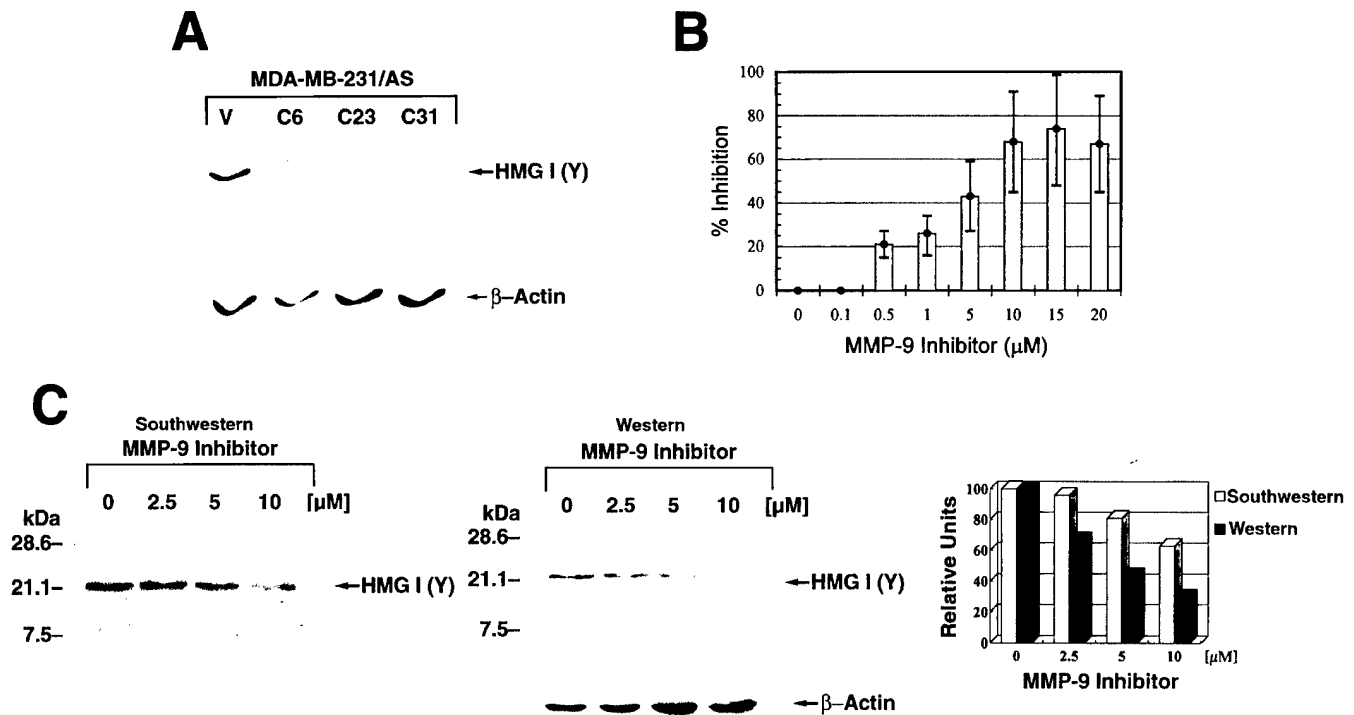 A
MDA-MB-231/AS
V C6 C23 C31
HMG I (Y)
β–Actin
B
100
80
60
40
20
0
% Inhibition
0 0.1 0.5 1 5 10 15 20
MMP-9 Inhibitor (µM)
C
Southwestern
MMP-9 Inhibitor
0 2.5 5 10 [µM]
kDa
28.6–
21.1–
7.5–
HMG I (Y)
Western
MMP-9 Inhibitor
0 2.5 5 10 [µM]
kDa
28.6–
21.1–
7.5–
HMG I (Y)
β–Actin
100
80
60
40
20
0
Relative Units
0 2.5 5 10 [µM]
MMP-9 Inhibitor
Southwestern
Western